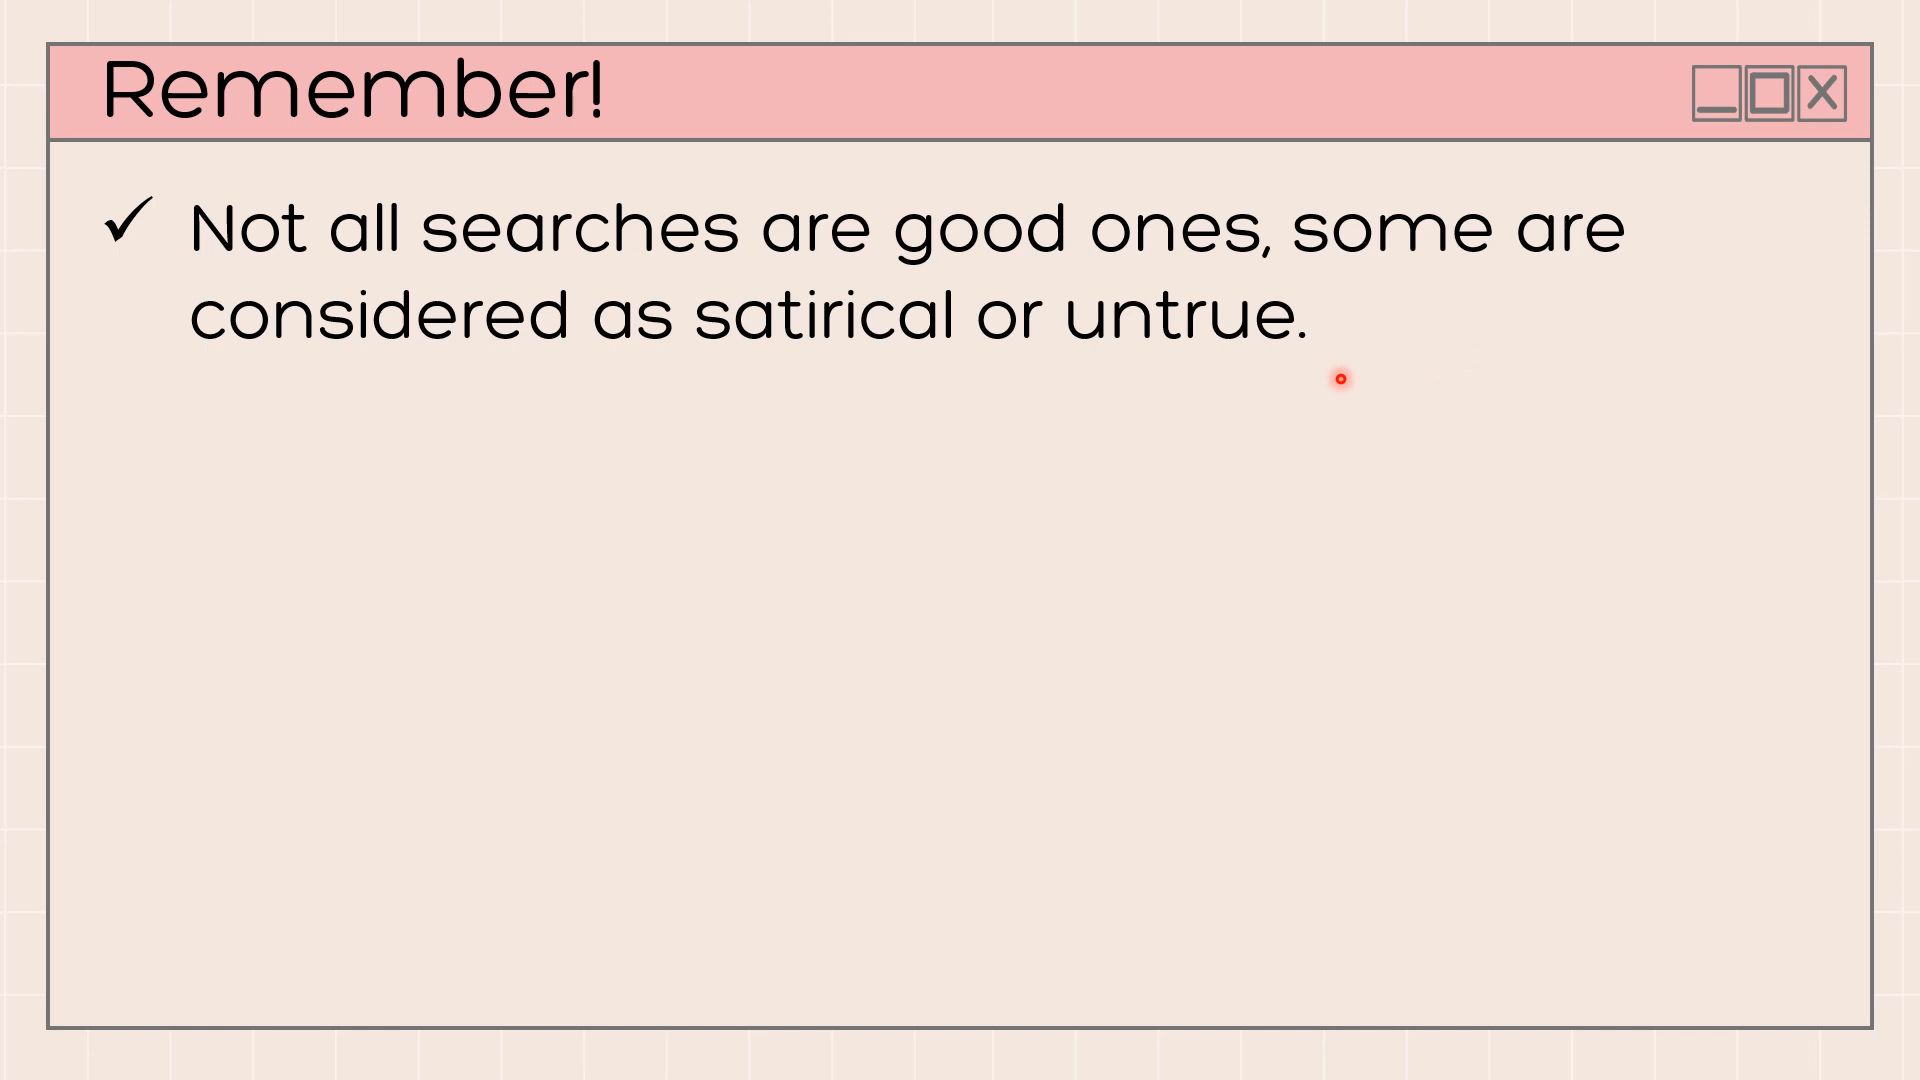 Remember!
✓ Not all searches are good ones, some are
considered as satirical or untrue.